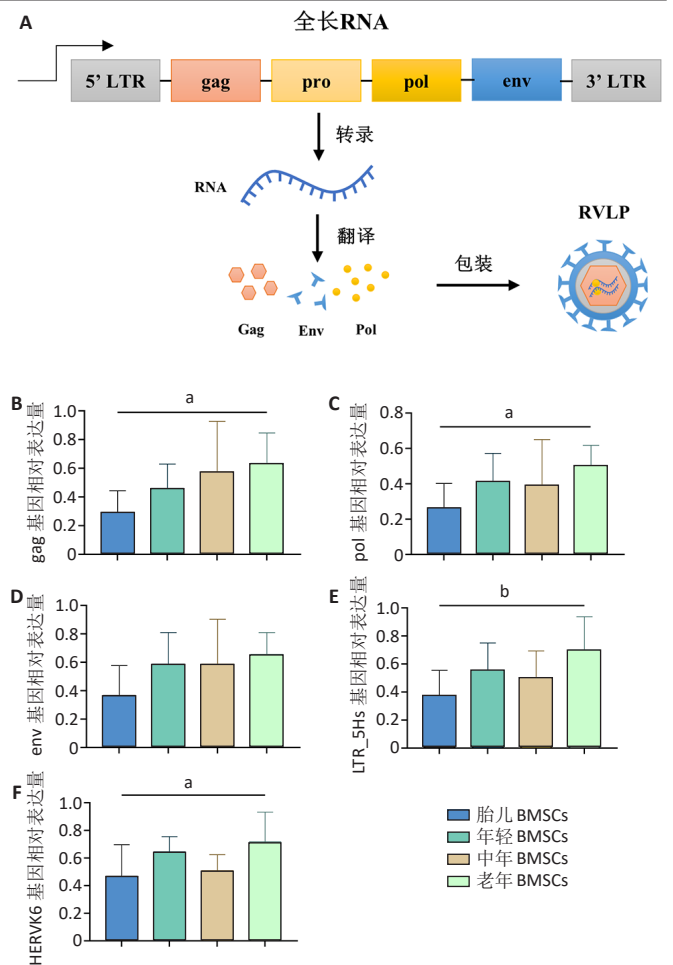 A
全长RNA
5' LTR
gag
pro
pol
env
3' LTR
转录
RNA
翻译
RVLP
包装
Gag
Env
Pol
B
gag 基因相对表达量
1.0
0.8
0.6
0.4
0.2
0
a
C
pol 基因相对表达量
0.8
0.6
0.4
0.2
0
a
D
env 基因相对表达量
1.0
0.8
0.6
0.4
0.2
0
E
LTR_5Hs 基因相对表达量
1.0
0.8
0.6
0.4
0.2
0
b
F
HERVK6 基因相对表达量
1.0
0.8
0.6
0.4
0.2
0
a
胎儿 BMSCs
年轻 BMSCs
中年 BMSCs
老年 BMSCs